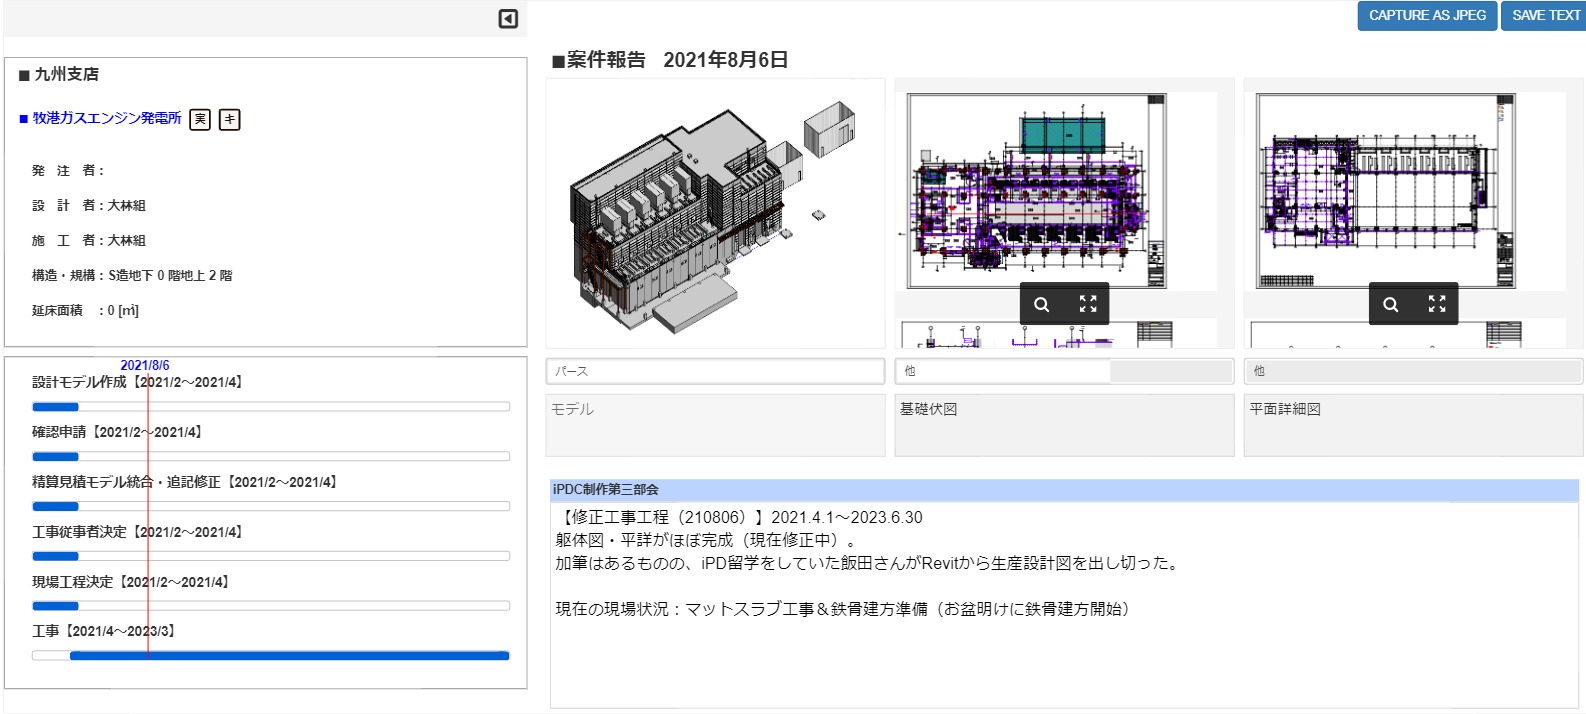 CAPTURE AS JPEG
SAVE TEXT
■九州支店
■牧港ガスエンジン発電所 実 キ
発 注 者:
設 計 者:大林組
施 工 者:大林組
構造・規構:S造地下 0 階地上 2 階
延床面積 :0 [㎡]
2021/8/6
設計モデル作成【2021/2～2021/4】
確認申請【2021/2～2021/4】
精算見積モデル統合・追記修正【2021/2～2021/4】
工事従事者決定【2021/2～2021/4】
現場工程決定【2021/2～2021/4】
工事【2021/4～2023/3】
■案件報告 2021年8月6日
パース
他
他
モデル
基礎伏図
平面詳細図
iPDC制作第三部会
【修正工事工程（210806）】2021.4.1～2023.6.30
躯体図・平詳がほぼ完成（現在修正中）。
加筆はあるものの、iPD留学をしていた飯田さんがRevitから生産設計図を出し切った。
現在の現場状況：マットスラブ工事＆鉄骨建方準備（お盆明けに鉄骨建方開始）